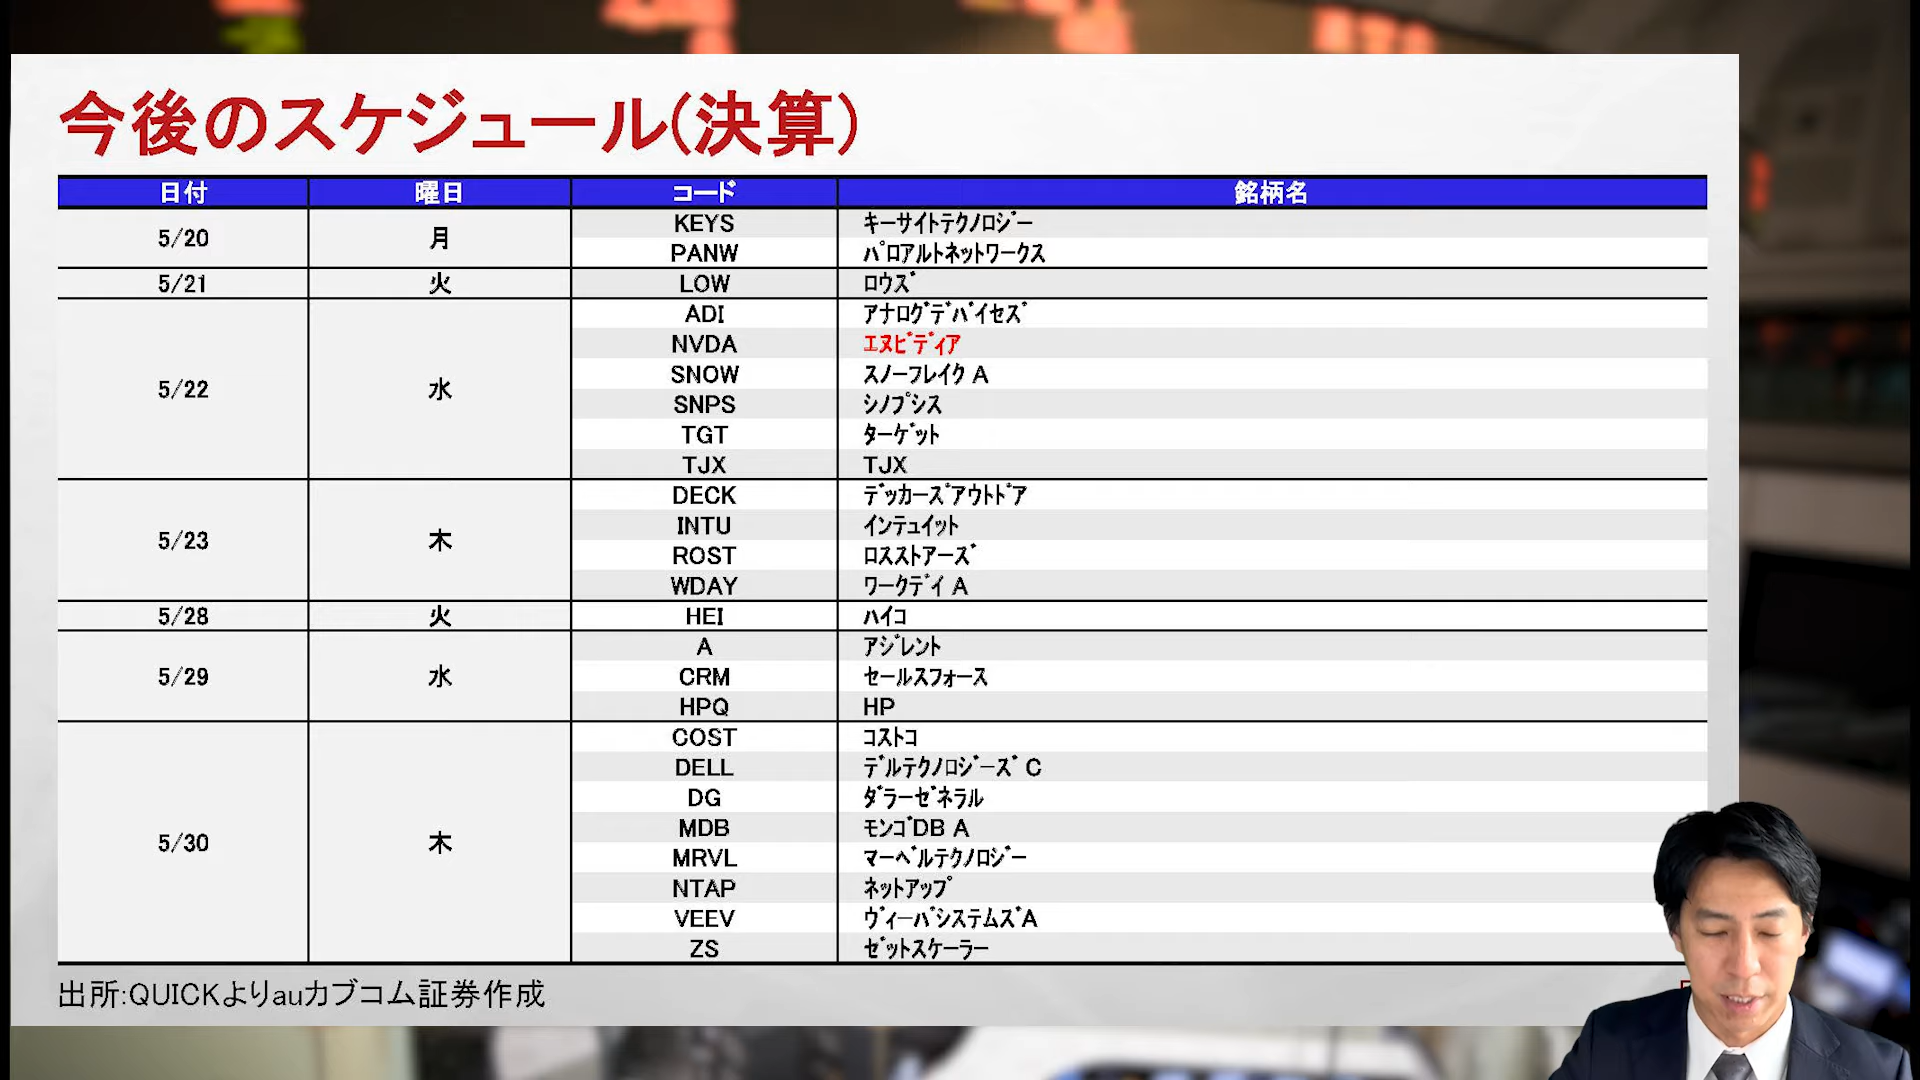 今後のスケジュール(決算)
日付 曜日 コード 銘柄名
5/20 月 KEYS キーサイトテクノロジー
PANW パロアルトネットワークス
5/21 火 LOW ロウズ
5/22 水 ADI アナログデバイセズ
NVDA エヌビディア
SNOW スノーフレイク A
SNPS シノプシス
TGT ターゲット
TJX TJX
5/23 木 DECK デッカーズアウトドア
INTU インテュイット
ROST ロスストアーズ
WDAY ワークデイ A
5/28 火 HEI ハイコ
5/29 水 A アジレント
CRM セールスフォース
HPQ HP
5/30 木 COST コストコ
DELL デルテクノロジーズ C
DG ダラーゼネラル
MDB モンゴDB A
MRVL マーベルテクノロジー
NTAP ネットアップ
VEEV ヴィーバシステムズA
ZS ゼットスケーラー
出所:QUICKよりauカブコム証券作成